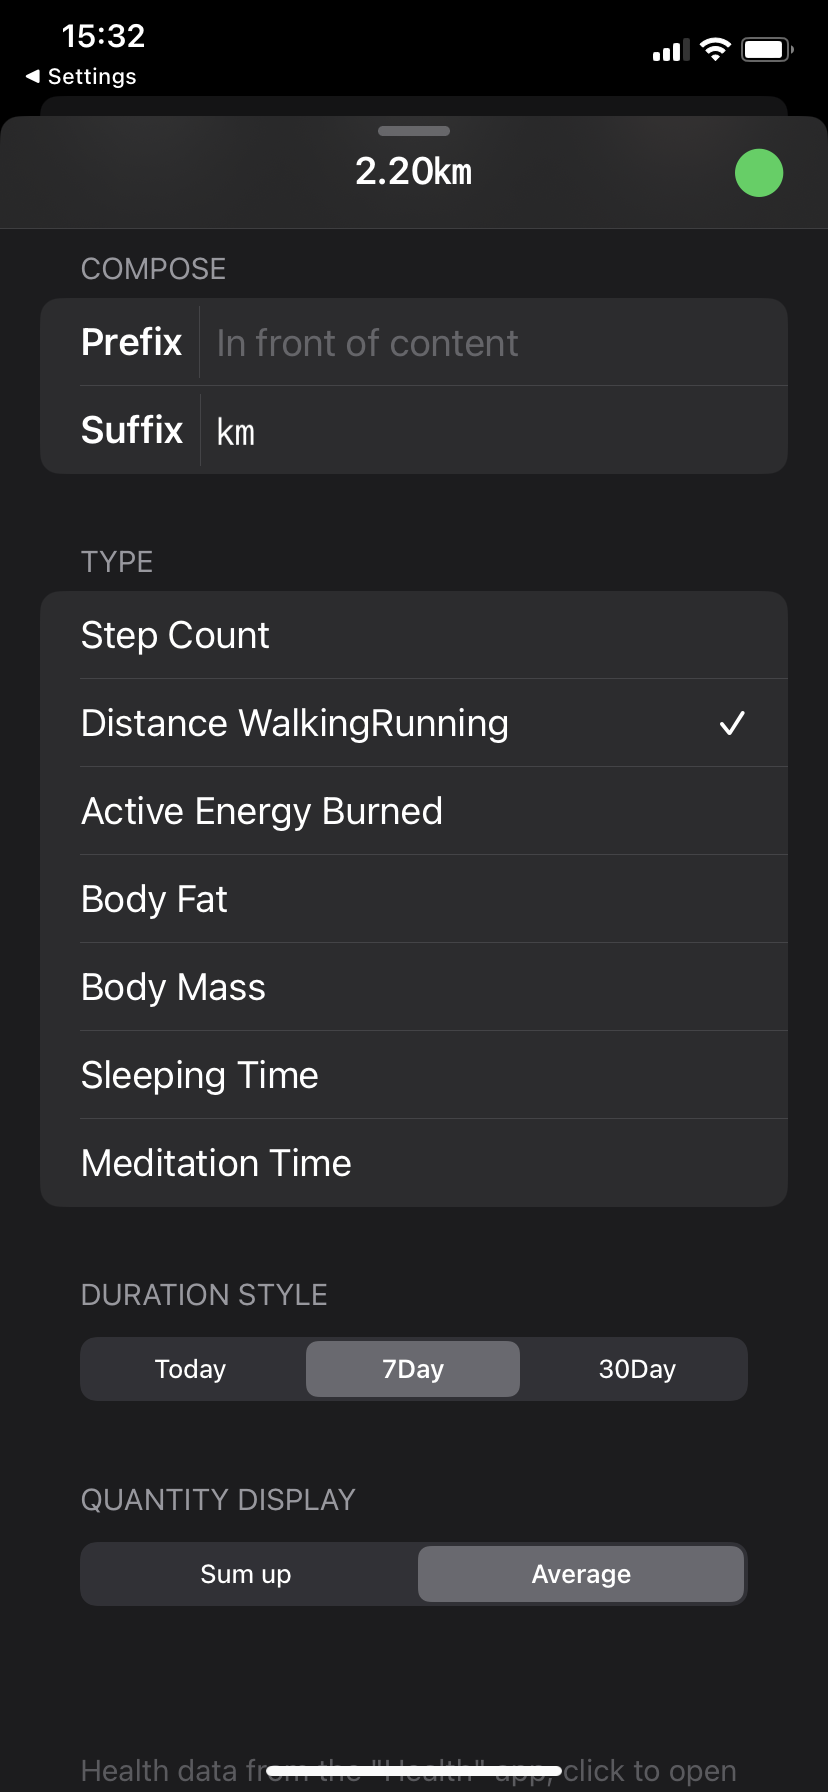 15:32
Settings
2.20km
COMPOSE
Prefix In front of content
Suffix km
TYPE
Step Count
Distance WalkingRunning
Active Energy Burned
Body Fat
Body Mass
Sleeping Time
Meditation Time
DURATION STYLE
Today 7Day 30Day
QUANTITY DISPLAY
Sum up Average
Health data from the "Health" app, click to open